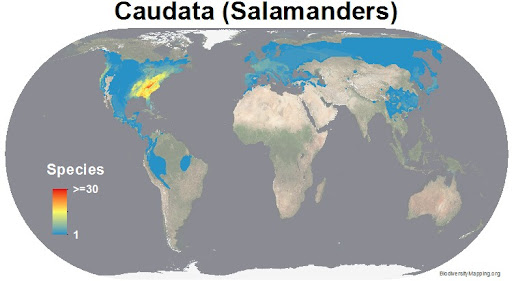 Caudata (Salamanders)
Species
>=30
1
BiodiversityMapping.org